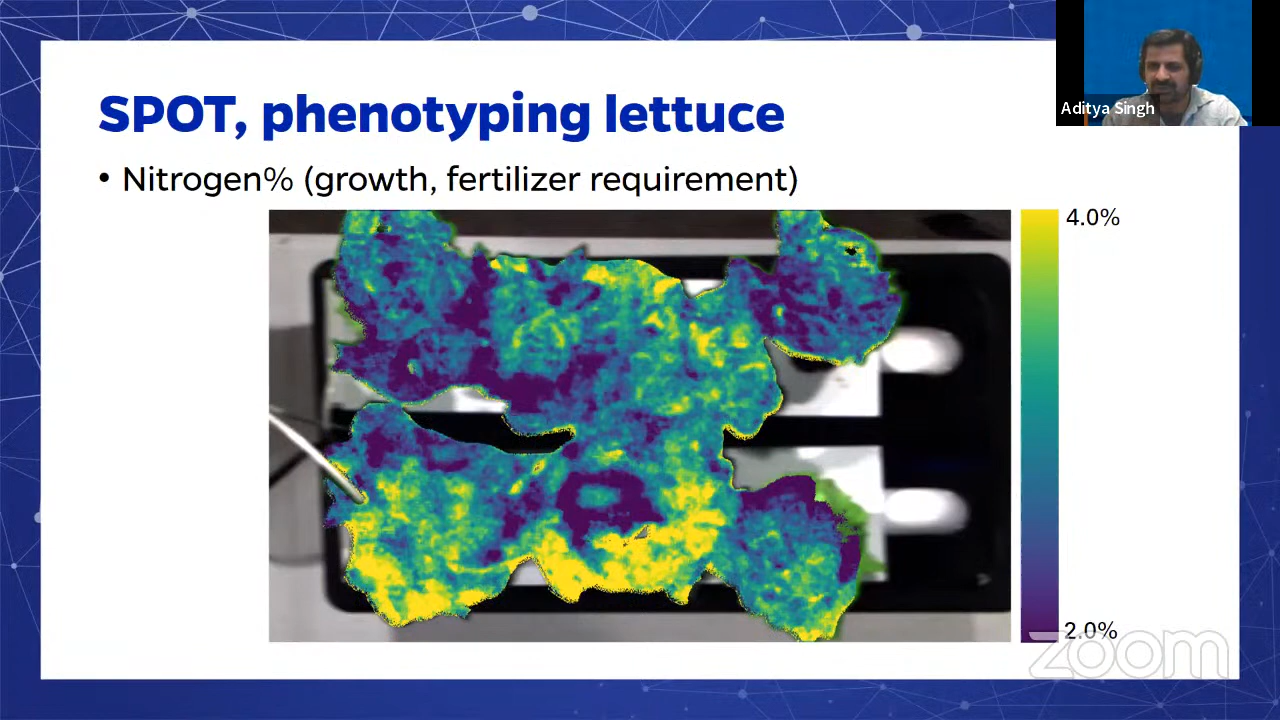 Aditya Singh
SPOT, phenotyping lettuce
• Nitrogen% (growth, fertilizer requirement)
4.0%
2.0%
zoom